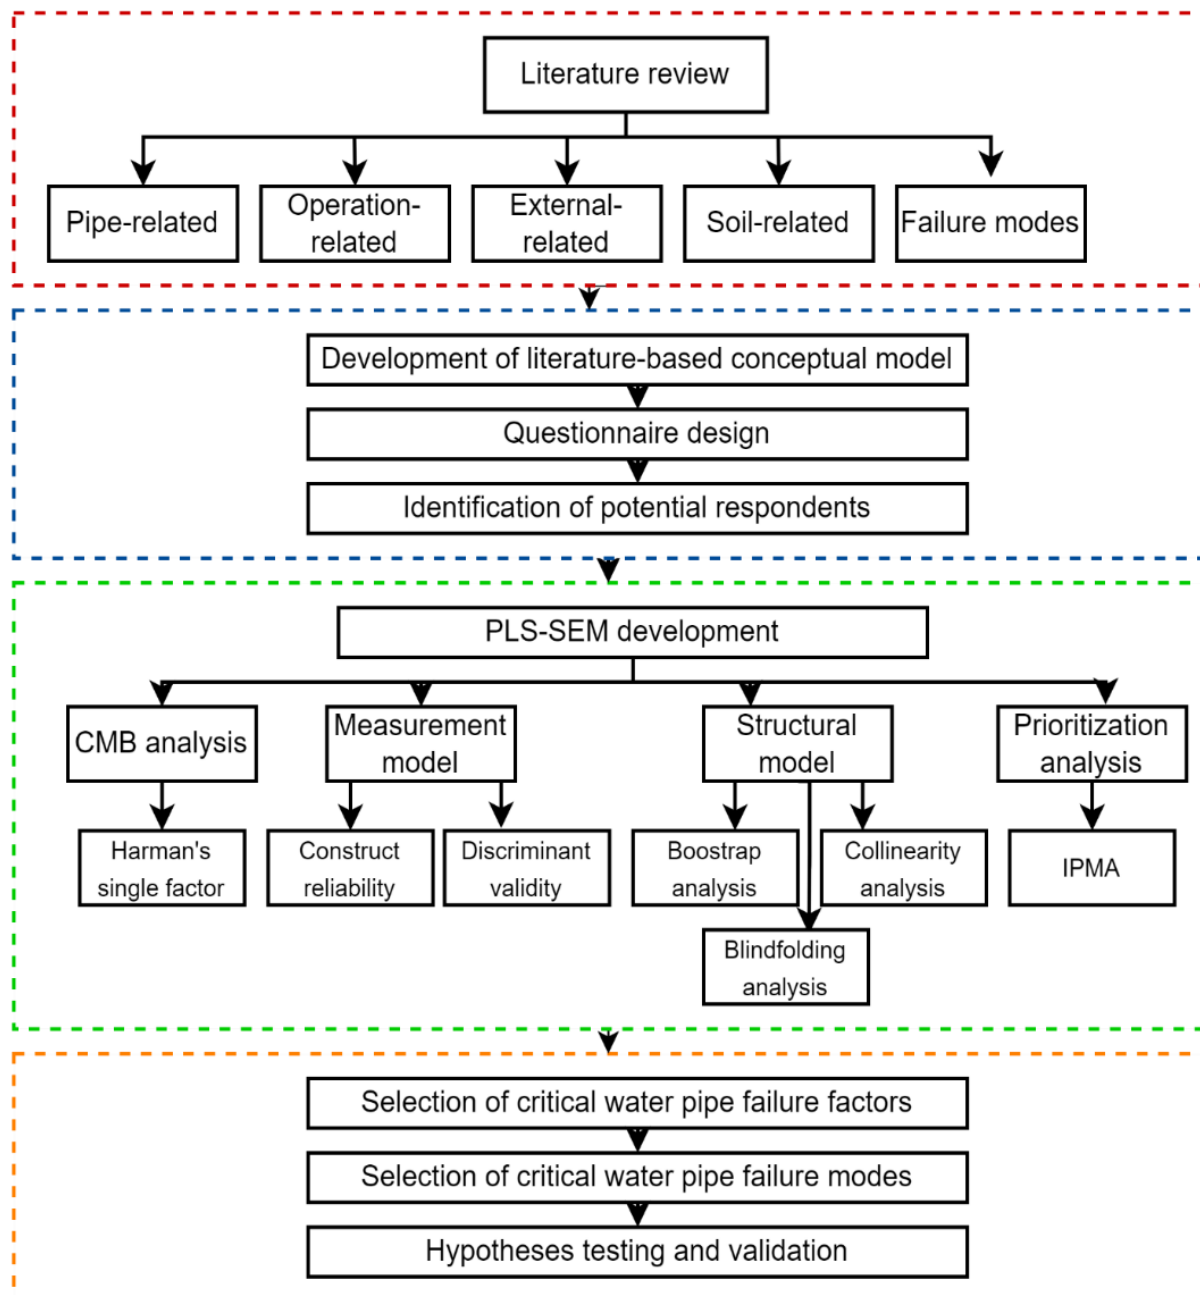 Literature review
Pipe-related
Operation-
related
External-
related
Soil-related
Failure modes
Development of literature-based conceptual model
Questionnaire design
Identification of potential respondents
PLS-SEM development
CMB analysis
Measurement
model
Structural
model
Prioritization
analysis
Harman's
single factor
Construct
reliability
Discriminant
validity
Boostrap
analysis
Collinearity
analysis
IPMA
Blindfolding
analysis
Selection of critical water pipe failure factors
Selection of critical water pipe failure modes
Hypotheses testing and validation